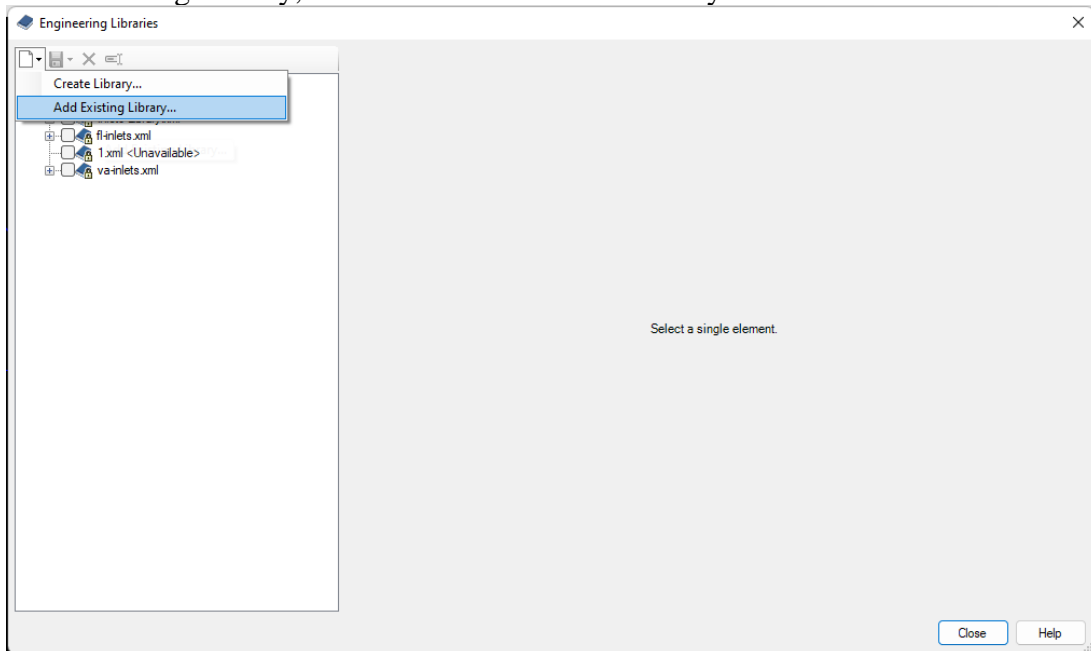 Engineering Libraries
Create Library...
Add Existing Library...
fl-inlets.xml
1.xml <Unavailable>
va-inlets.xml
Select a single element.
Close Help